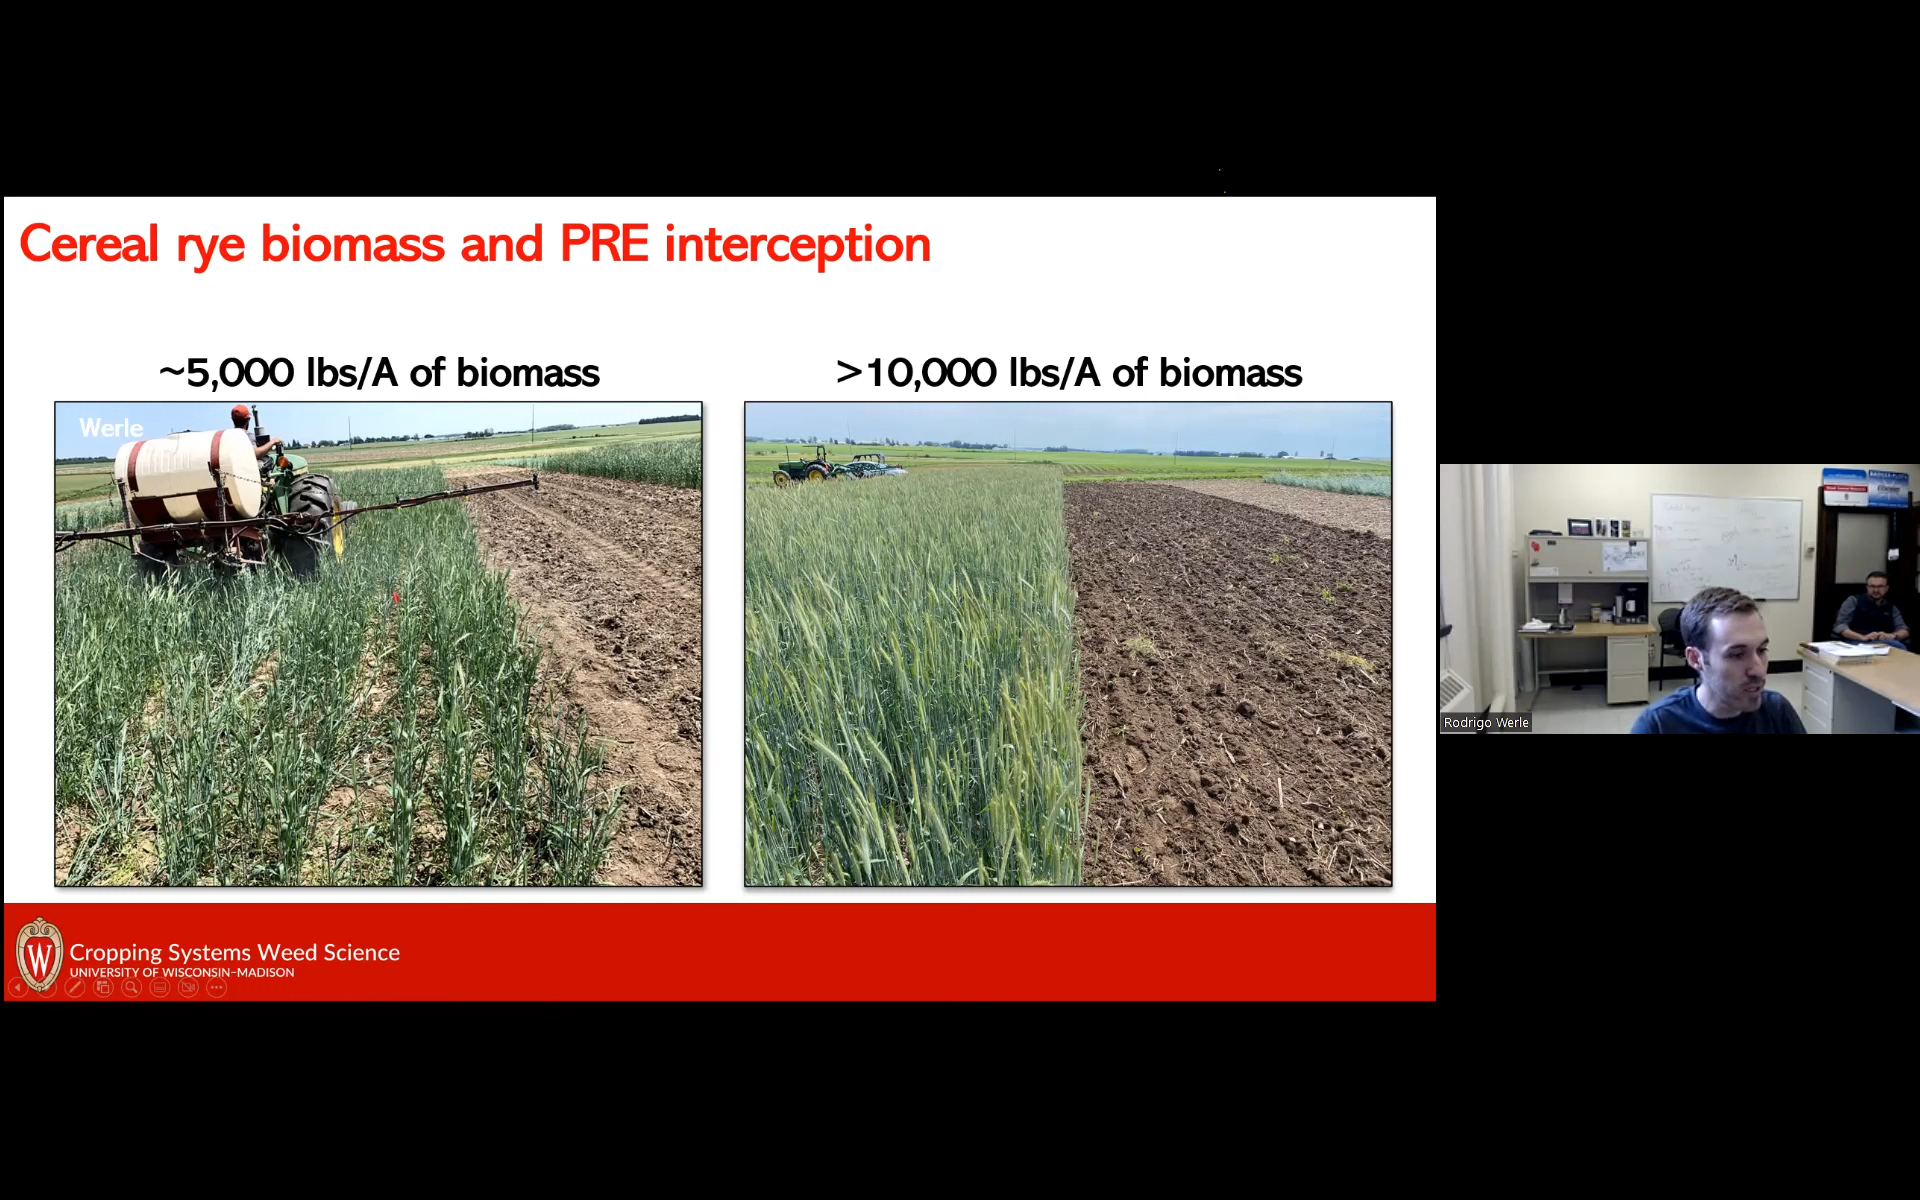 Cereal rye biomass and PRE interception
~5,000 lbs/A of biomass
>10,000 lbs/A of biomass
Werle
Rodrigo Werle
W
Cropping Systems Weed Science
UNIVERSITY OF WISCONSIN–MADISON